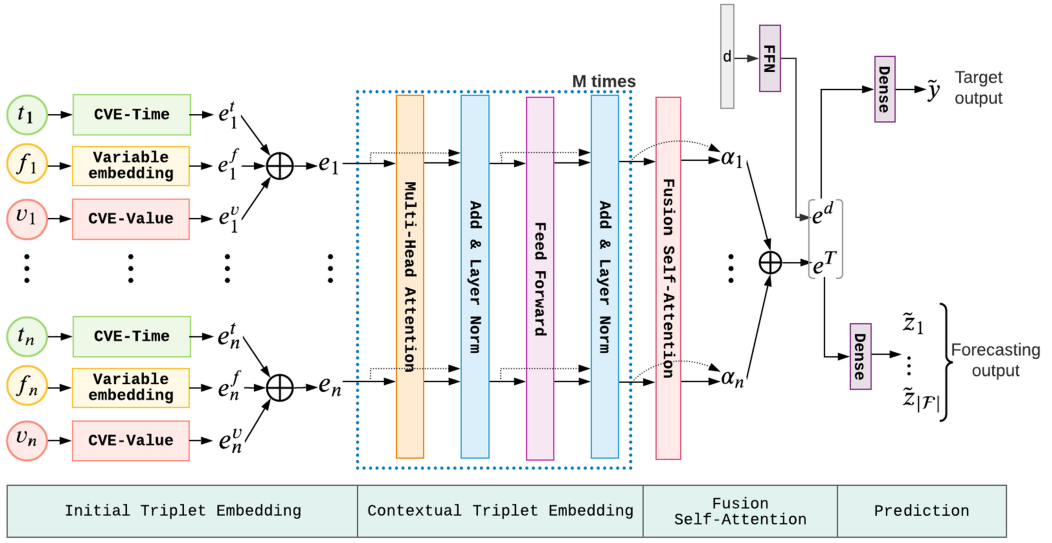 d
FFN
Dense
ỹ
Target
output
M times
t₁
CVE-Time
e₁ᵗ
f₁
Variable
embedding
e₁ᶠ
e₁
v₁
CVE-Value
e₁ᵛ
tₙ
CVE-Time
eₙᵗ
fₙ
Variable
embedding
eₙᶠ
eₙ
vₙ
CVE-Value
eₙᵛ
Multi-Head Attention
Add & Layer Norm
Feed Forward
Add & Layer Norm
Fusion Self-Attention
α₁
αₙ
eᵈ
eᵀ
Dense
z̃₁
z̃|ℱ|
Forecasting
output
Initial Triplet Embedding
Contextual Triplet Embedding
Fusion
Self-Attention
Prediction